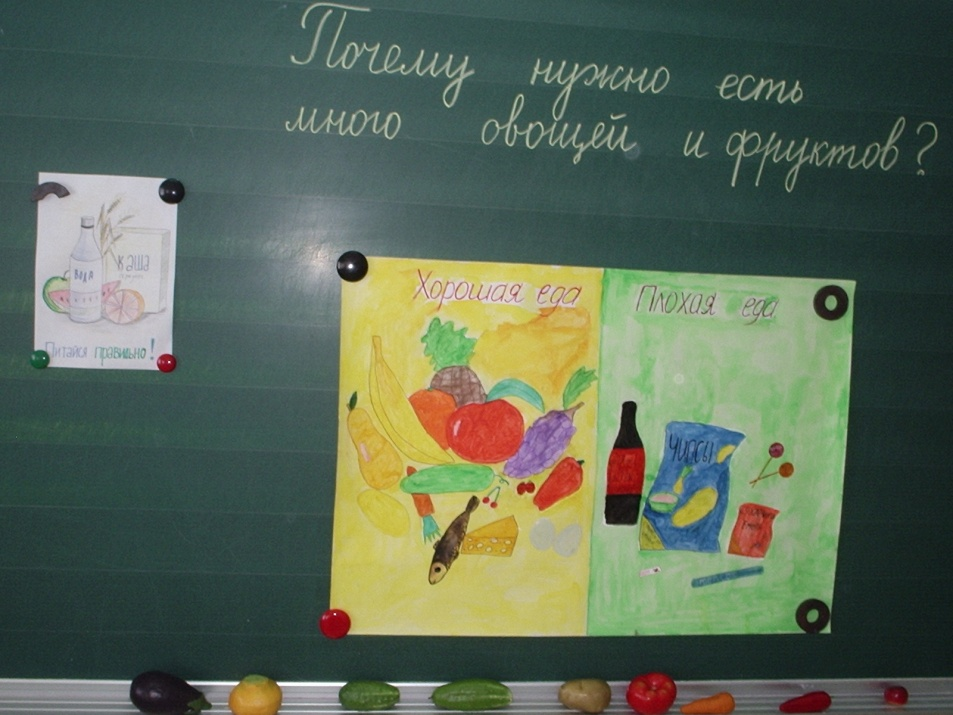 Почему нужно есть
много овощей и фруктов?
вода
каша
Питайся правильно!
Хорошая еда
Плохая еда
чипсы